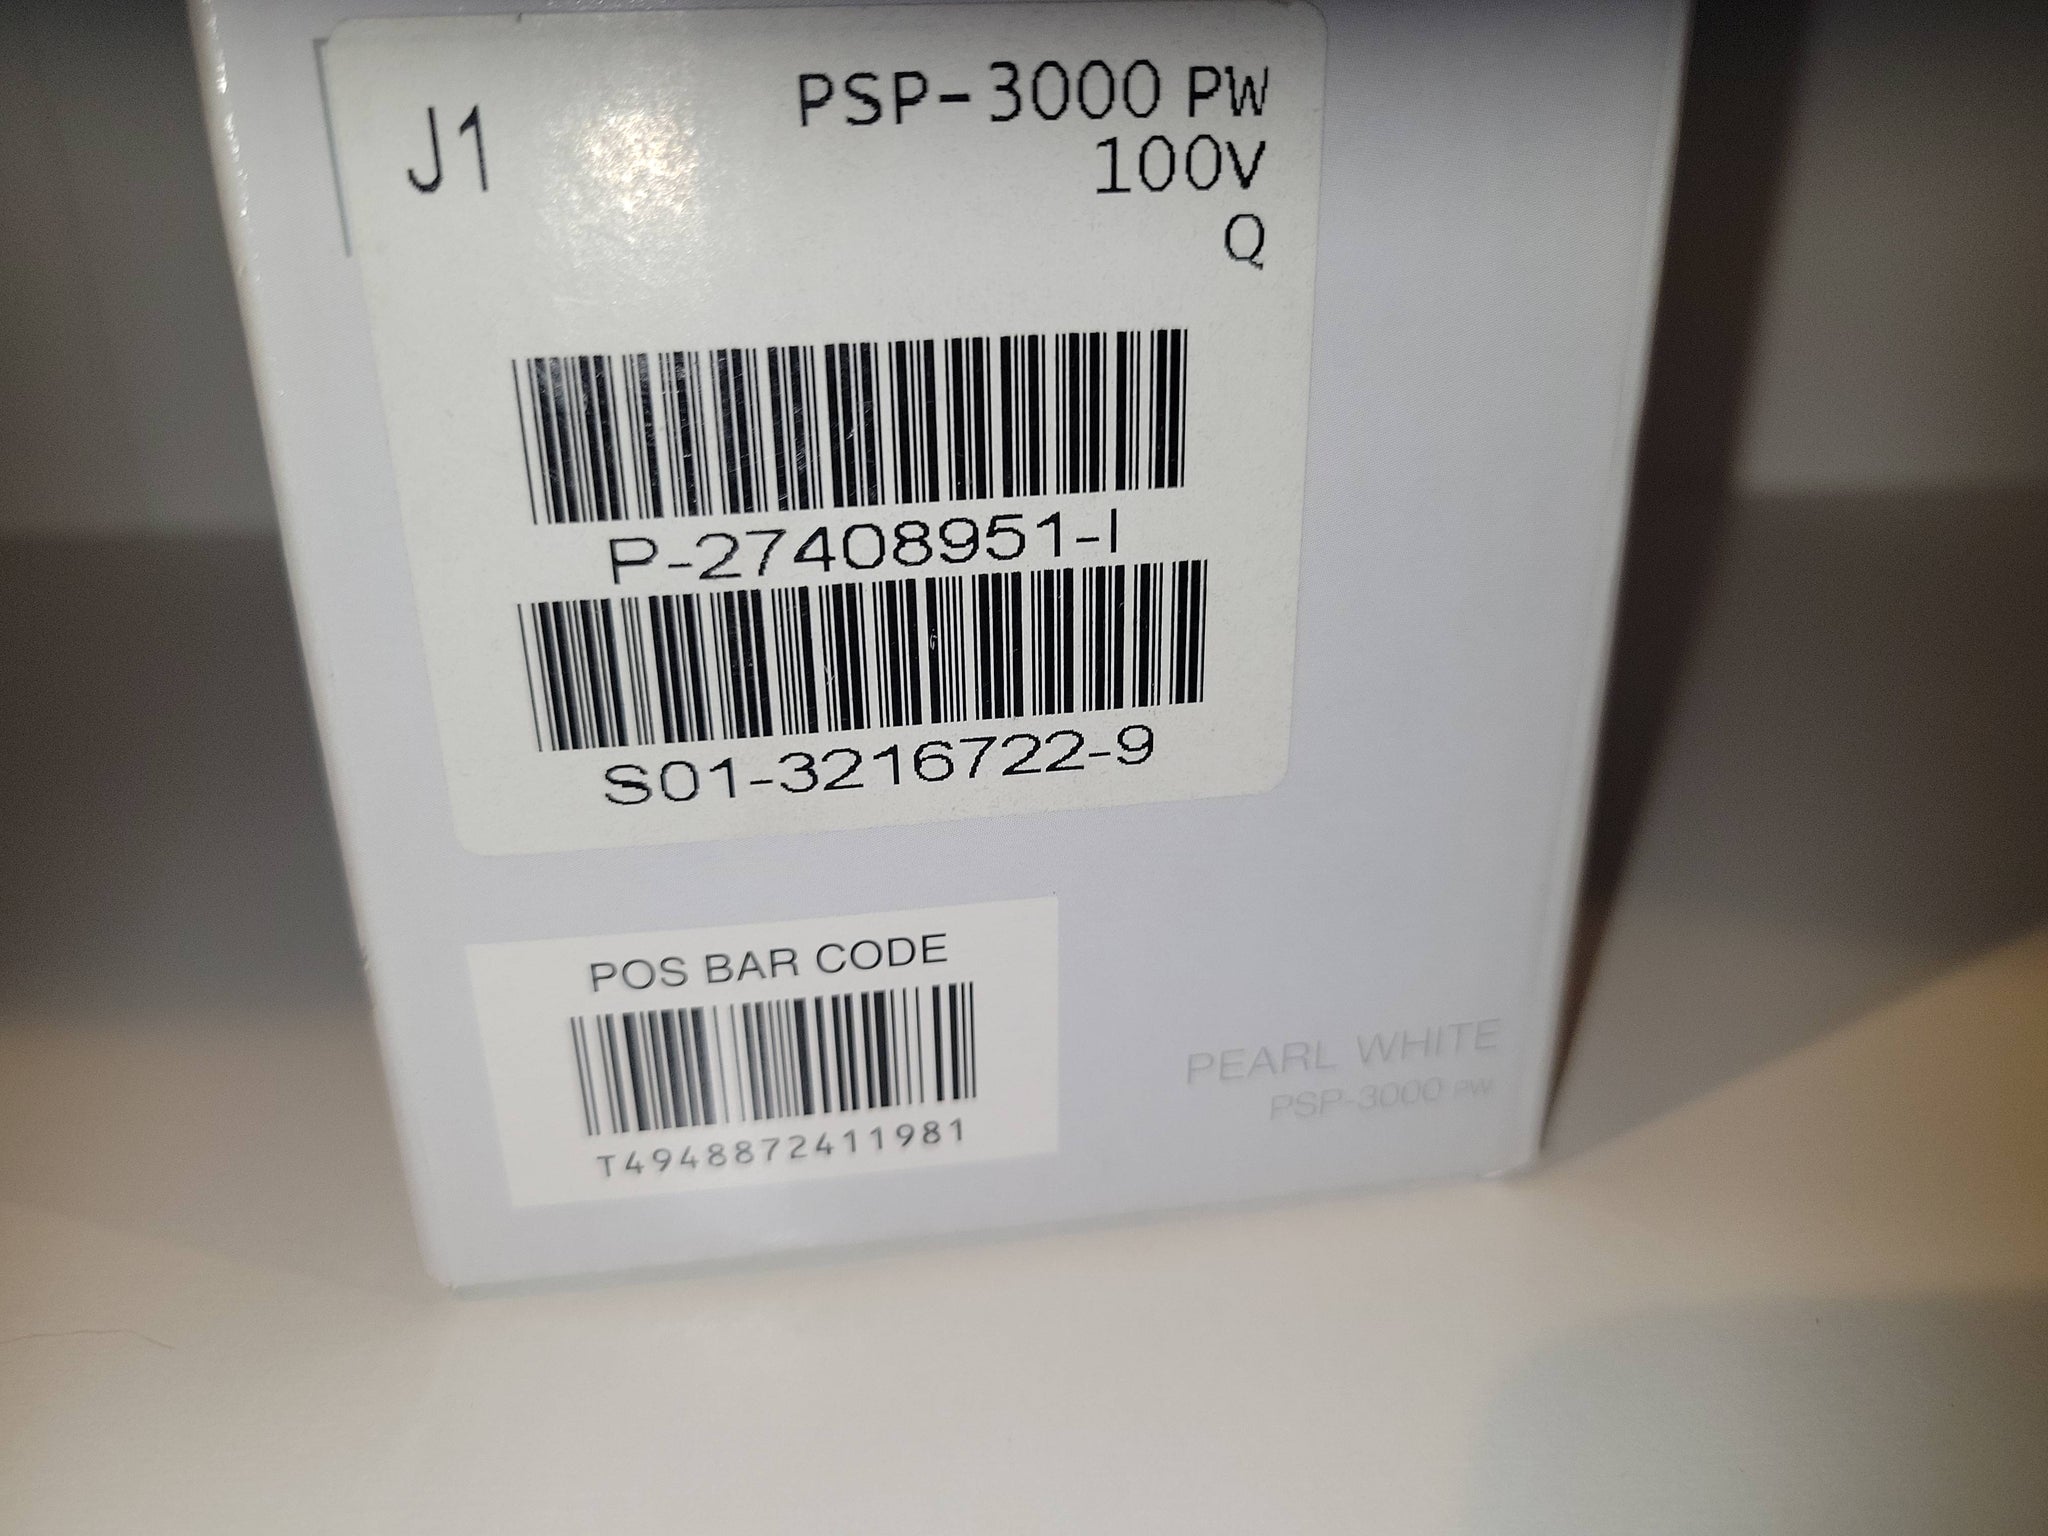 J1
PSP-3000 PW
100V
Q
P-27408951-I
S01-3216722-9
POS BAR CODE
T4948872411981
PEARL WHITE
PSP-3000 PW